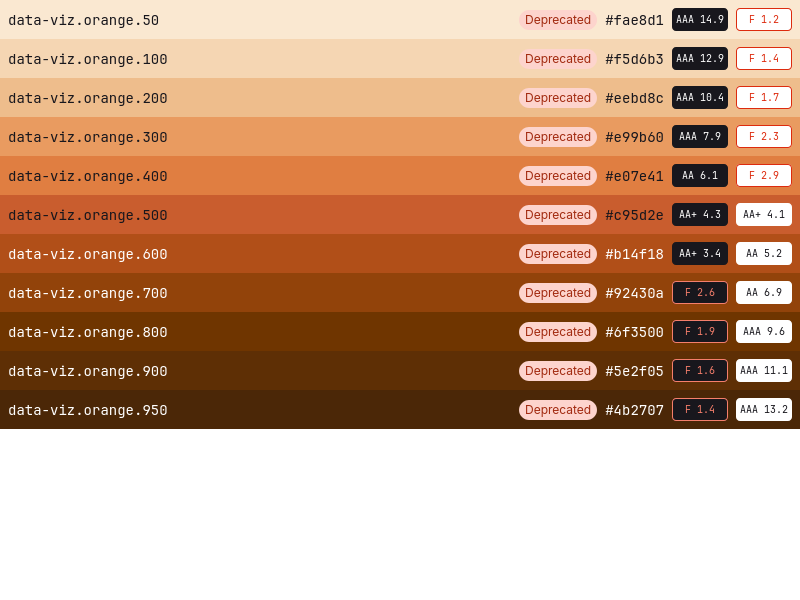 data-viz.orange.50 Deprecated #fae8d1 AAA 14.9 F 1.2
data-viz.orange.100 Deprecated #f5d6b3 AAA 12.9 F 1.4
data-viz.orange.200 Deprecated #eebd8c AAA 10.4 F 1.7
data-viz.orange.300 Deprecated #e99b60 AAA 7.9 F 2.3
data-viz.orange.400 Deprecated #e07e41 AA 6.1 F 2.9
data-viz.orange.500 Deprecated #c95d2e AA+ 4.3 AA+ 4.1
data-viz.orange.600 Deprecated #b14f18 AA+ 3.4 AA 5.2
data-viz.orange.700 Deprecated #92430a F 2.6 AA 6.9
data-viz.orange.800 Deprecated #6f3500 F 1.9 AAA 9.6
data-viz.orange.900 Deprecated #5e2f05 F 1.6 AAA 11.1
data-viz.orange.950 Deprecated #4b2707 F 1.4 AAA 13.2